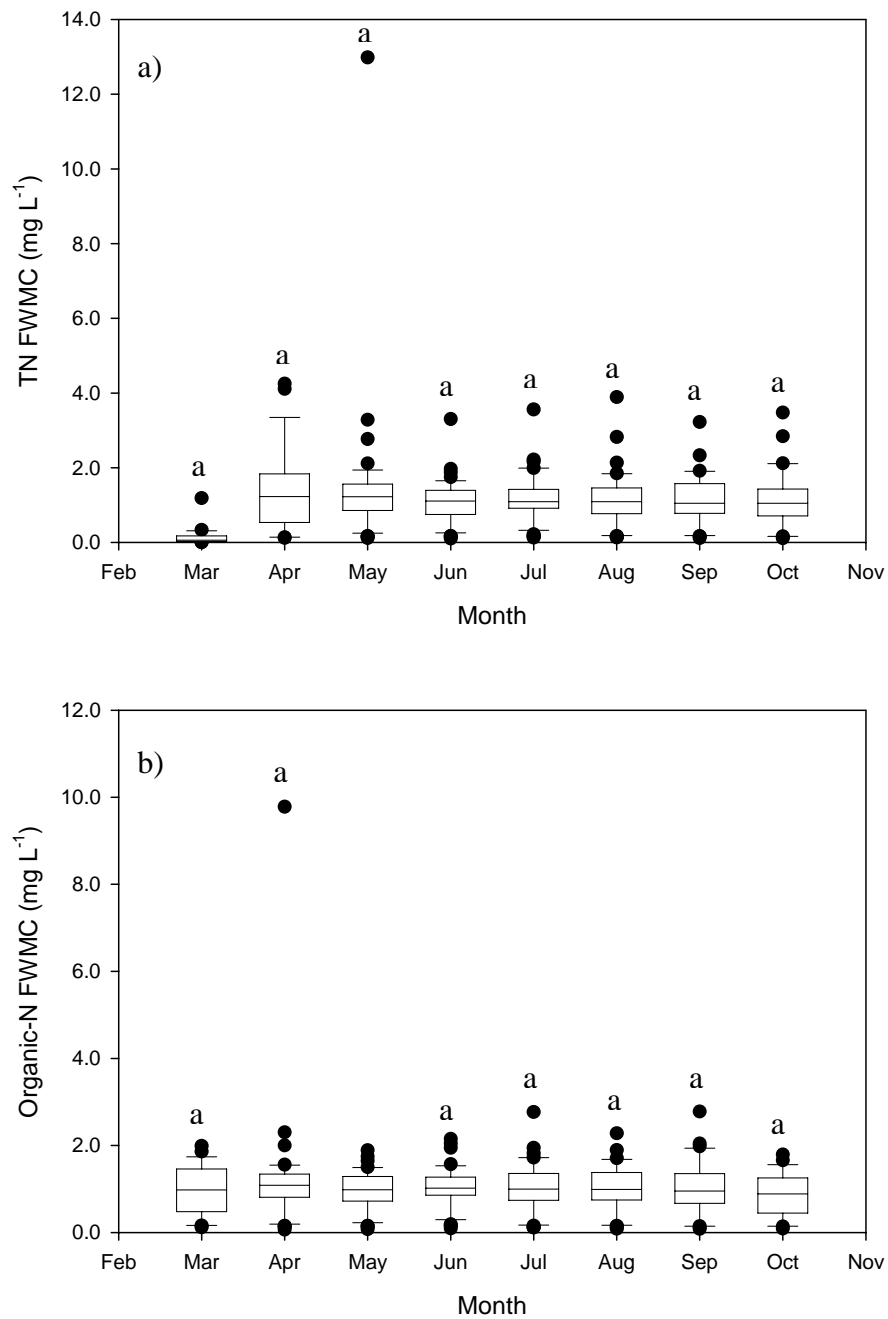 14.0
12.0
10.0
8.0
6.0
4.0
2.0
0.0
TN FWMC (mg L⁻¹)
a)
a
a
a
a
a
a
a
a
Feb Mar Apr May Jun Jul Aug Sep Oct Nov
Month
12.0
10.0
8.0
6.0
4.0
2.0
0.0
Organic-N FWMC (mg L⁻¹)
b)
a
a
a
a
a
a
a
Feb Mar Apr May Jun Jul Aug Sep Oct Nov
Month